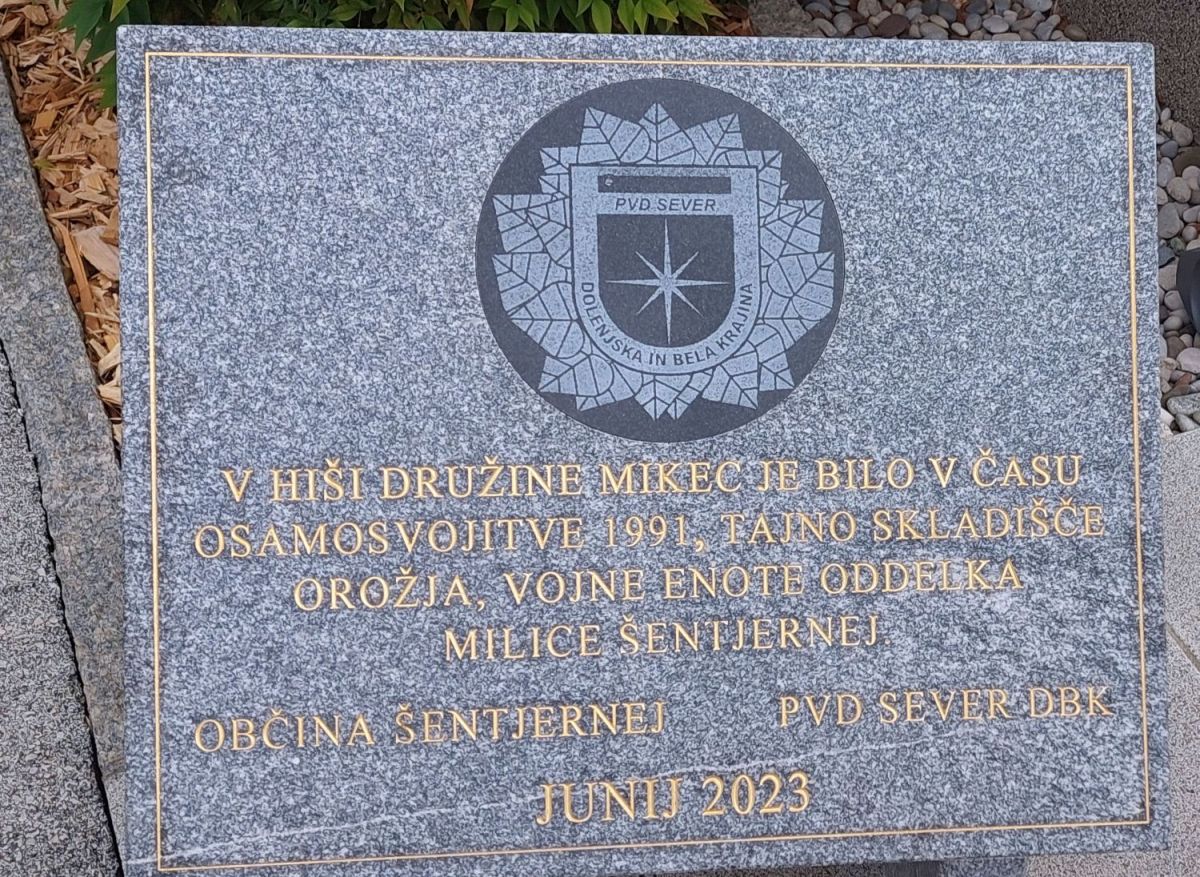 PVD SEVER
DOLENJSKA IN BELA KRAJINA
V HIŠI DRUŽINE MIKEC JE BILO V ČASU
OSAMOSVOJITVE 1991, TAJNO SKLADIŠČE
OROŽJA, VOJNE ENOTE ODDELKA
MILICE ŠENTJERNEJ.
OBČINA ŠENTJERNEJ PVD SEVER DBK
JUNIJ 2023